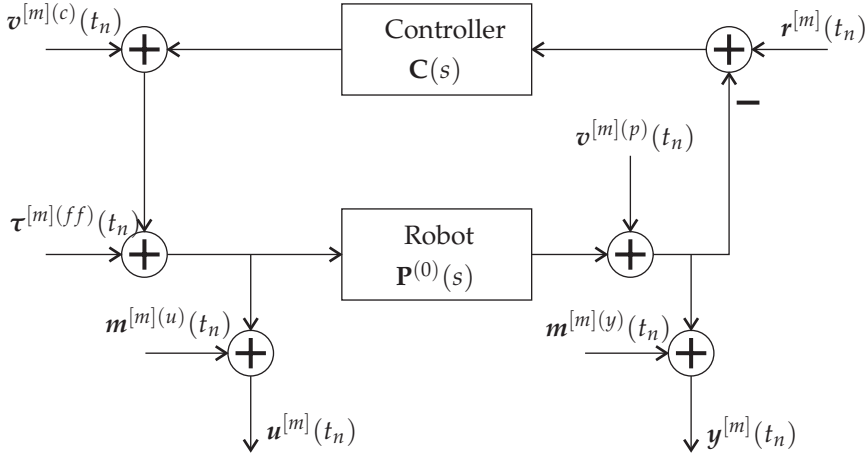 𝒗^{[m](c)}(t_n)
Controller
𝐂(s)
𝒓^{[m]}(t_n)
𝒗^{[m](p)}(t_n)
𝝉^{[m](ff)}(t_n)
Robot
𝐏^{(0)}(s)
𝒎^{[m](u)}(t_n)
𝒎^{[m](y)}(t_n)
𝒖^{[m]}(t_n)
𝒚^{[m]}(t_n)